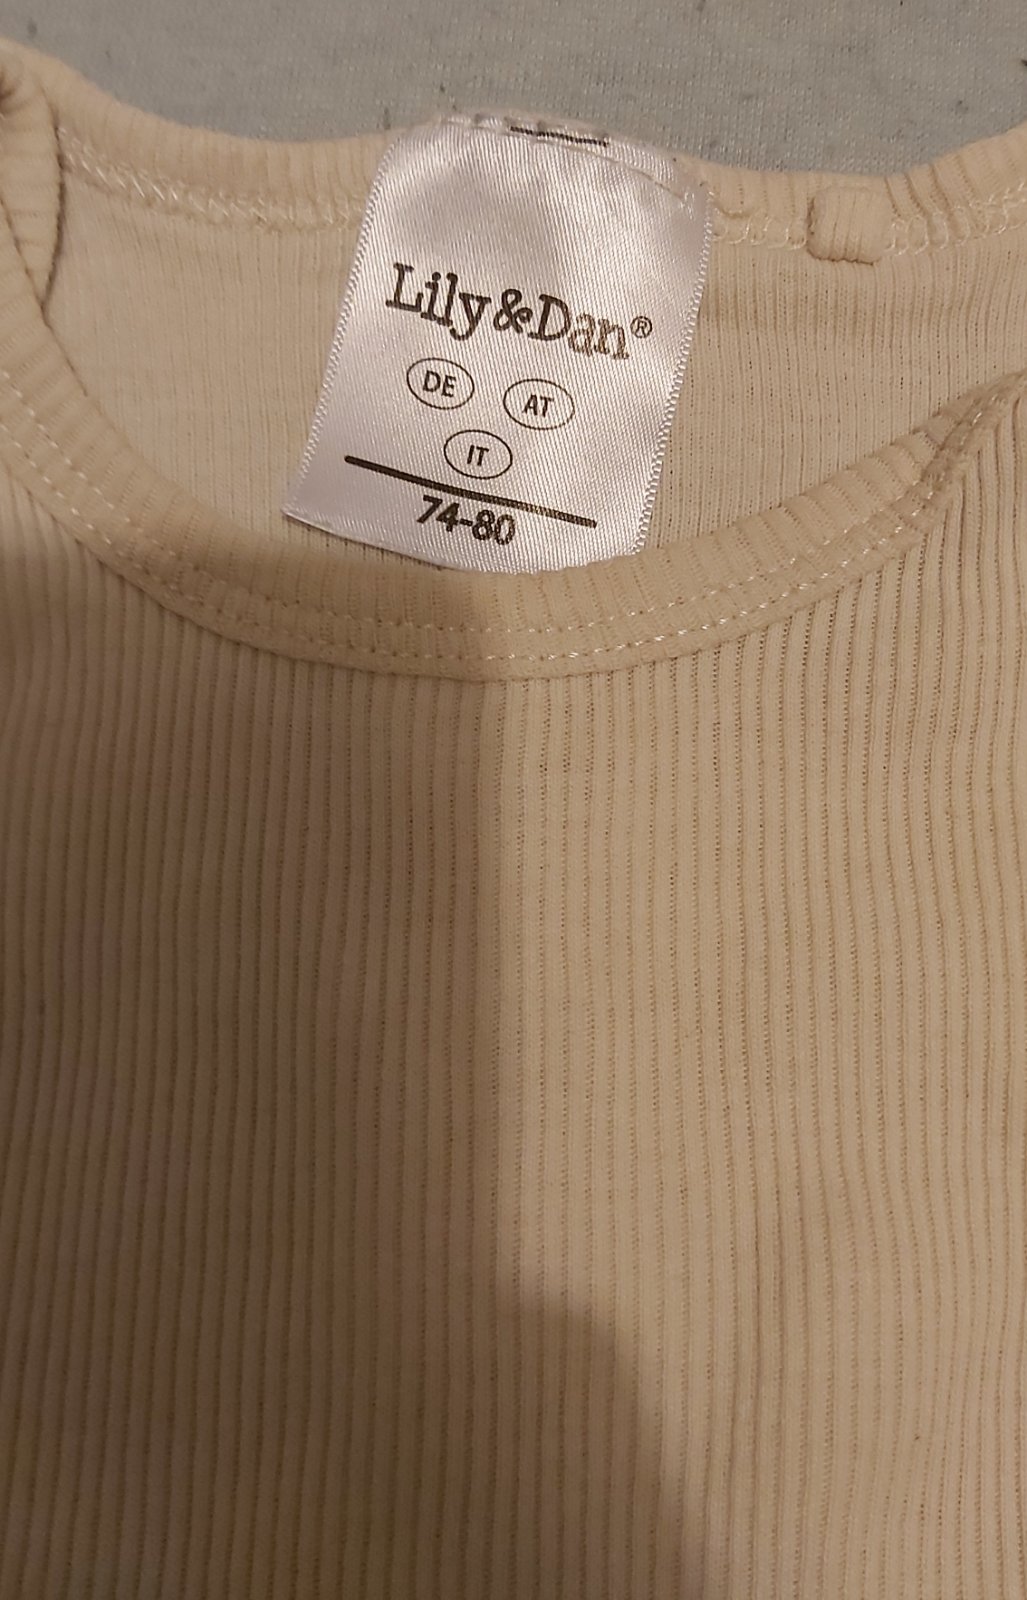 Lily&Dan®
DE AT
IT
74-80